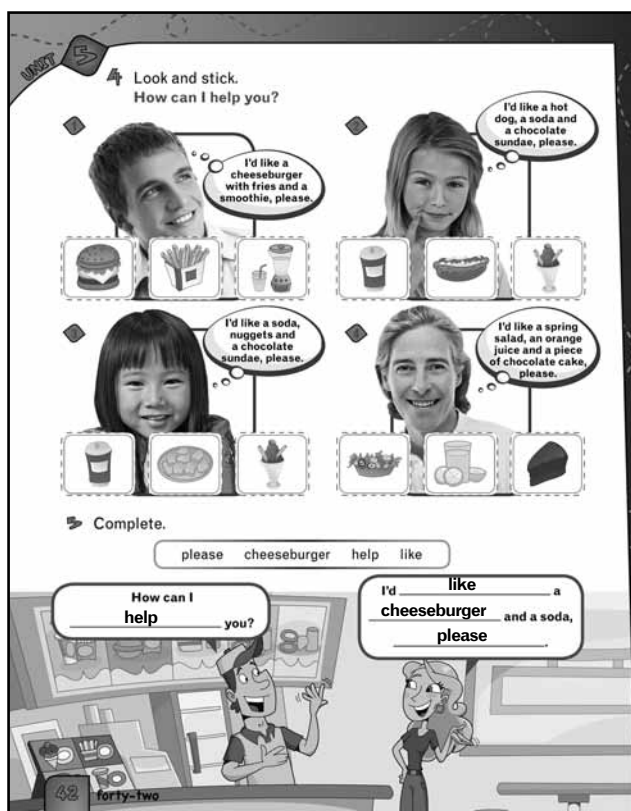 UNIT 5
4 Look and stick.
How can I help you?
1
I'd like a
cheeseburger
with fries and a
smoothie, please.
2
I'd like a hot
dog, a soda and
a chocolate
sundae, please.
3
I'd like a soda,
nuggets and
a chocolate
sundae, please.
4
I'd like a spring
salad, an orange
juice and a piece
of chocolate cake,
please.
5 Complete.
please cheeseburger help like
How can I
help you?
I'd like a
cheeseburger and a soda,
please.
42 forty-two